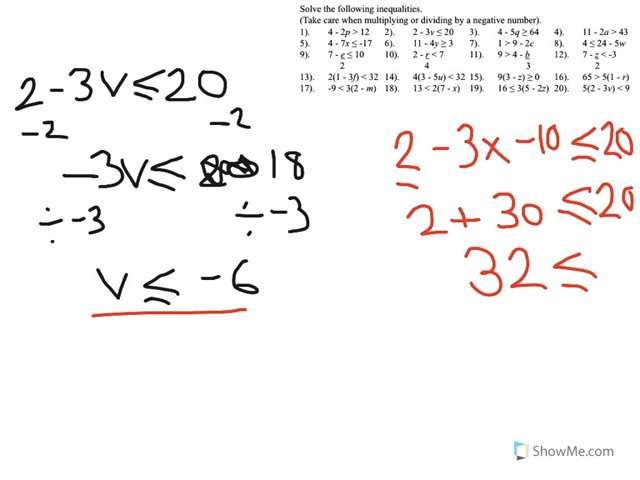 Solve the following inequalities.
(Take care when multiplying or dividing by a negative number).
1). 4 - 2p > 12 2). 2 - 3v ≤ 20 3). 4 - 5q ≥ 64 4). 11 - 2a > 43
5). 4 - 7x ≤ -17 6). 11 - 4y ≥ 3 7). 1 > 9 - 2c 8). 4 ≤ 24 - 5w
9). 7 - e ≤ 10 10). 2 - r < 7 11). 9 > 4 - b 12). 7 - z < -3
2 4 3 2
13). 2(1 - 3f) < 32 14). 4(3 - 5u) < 32 15). 9(3 - z) ≥ 0 16). 65 > 5(1 - r)
17). -9 < 3(2 - m) 18). 13 < 2(7 - x) 19). 16 ≤ 3(5 - 2z) 20). 5(2 - 3v) < 9
2 - 3v ≤ 20
-2 -2
-3v ≤ 18
÷ -3 ÷ -3
v ≤ -6
2 - 3x -10 ≤ 20
2 + 30 ≤ 20
32 ≤
ShowMe.com